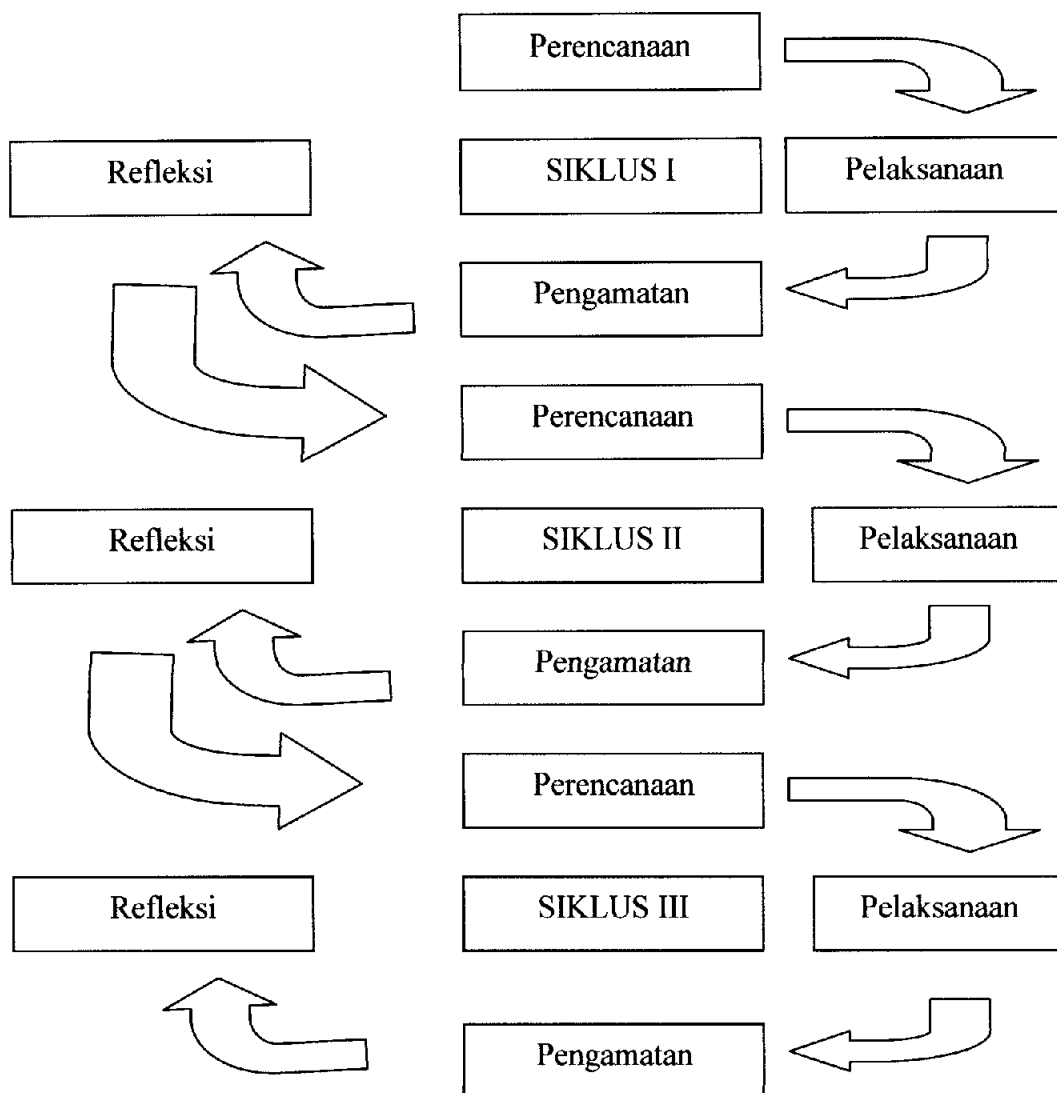 Perencanaan
Refleksi
SIKLUS I
Pelaksanaan
Pengamatan
Perencanaan
Refleksi
SIKLUS II
Pelaksanaan
Pengamatan
Perencanaan
Refleksi
SIKLUS III
Pelaksanaan
Pengamatan